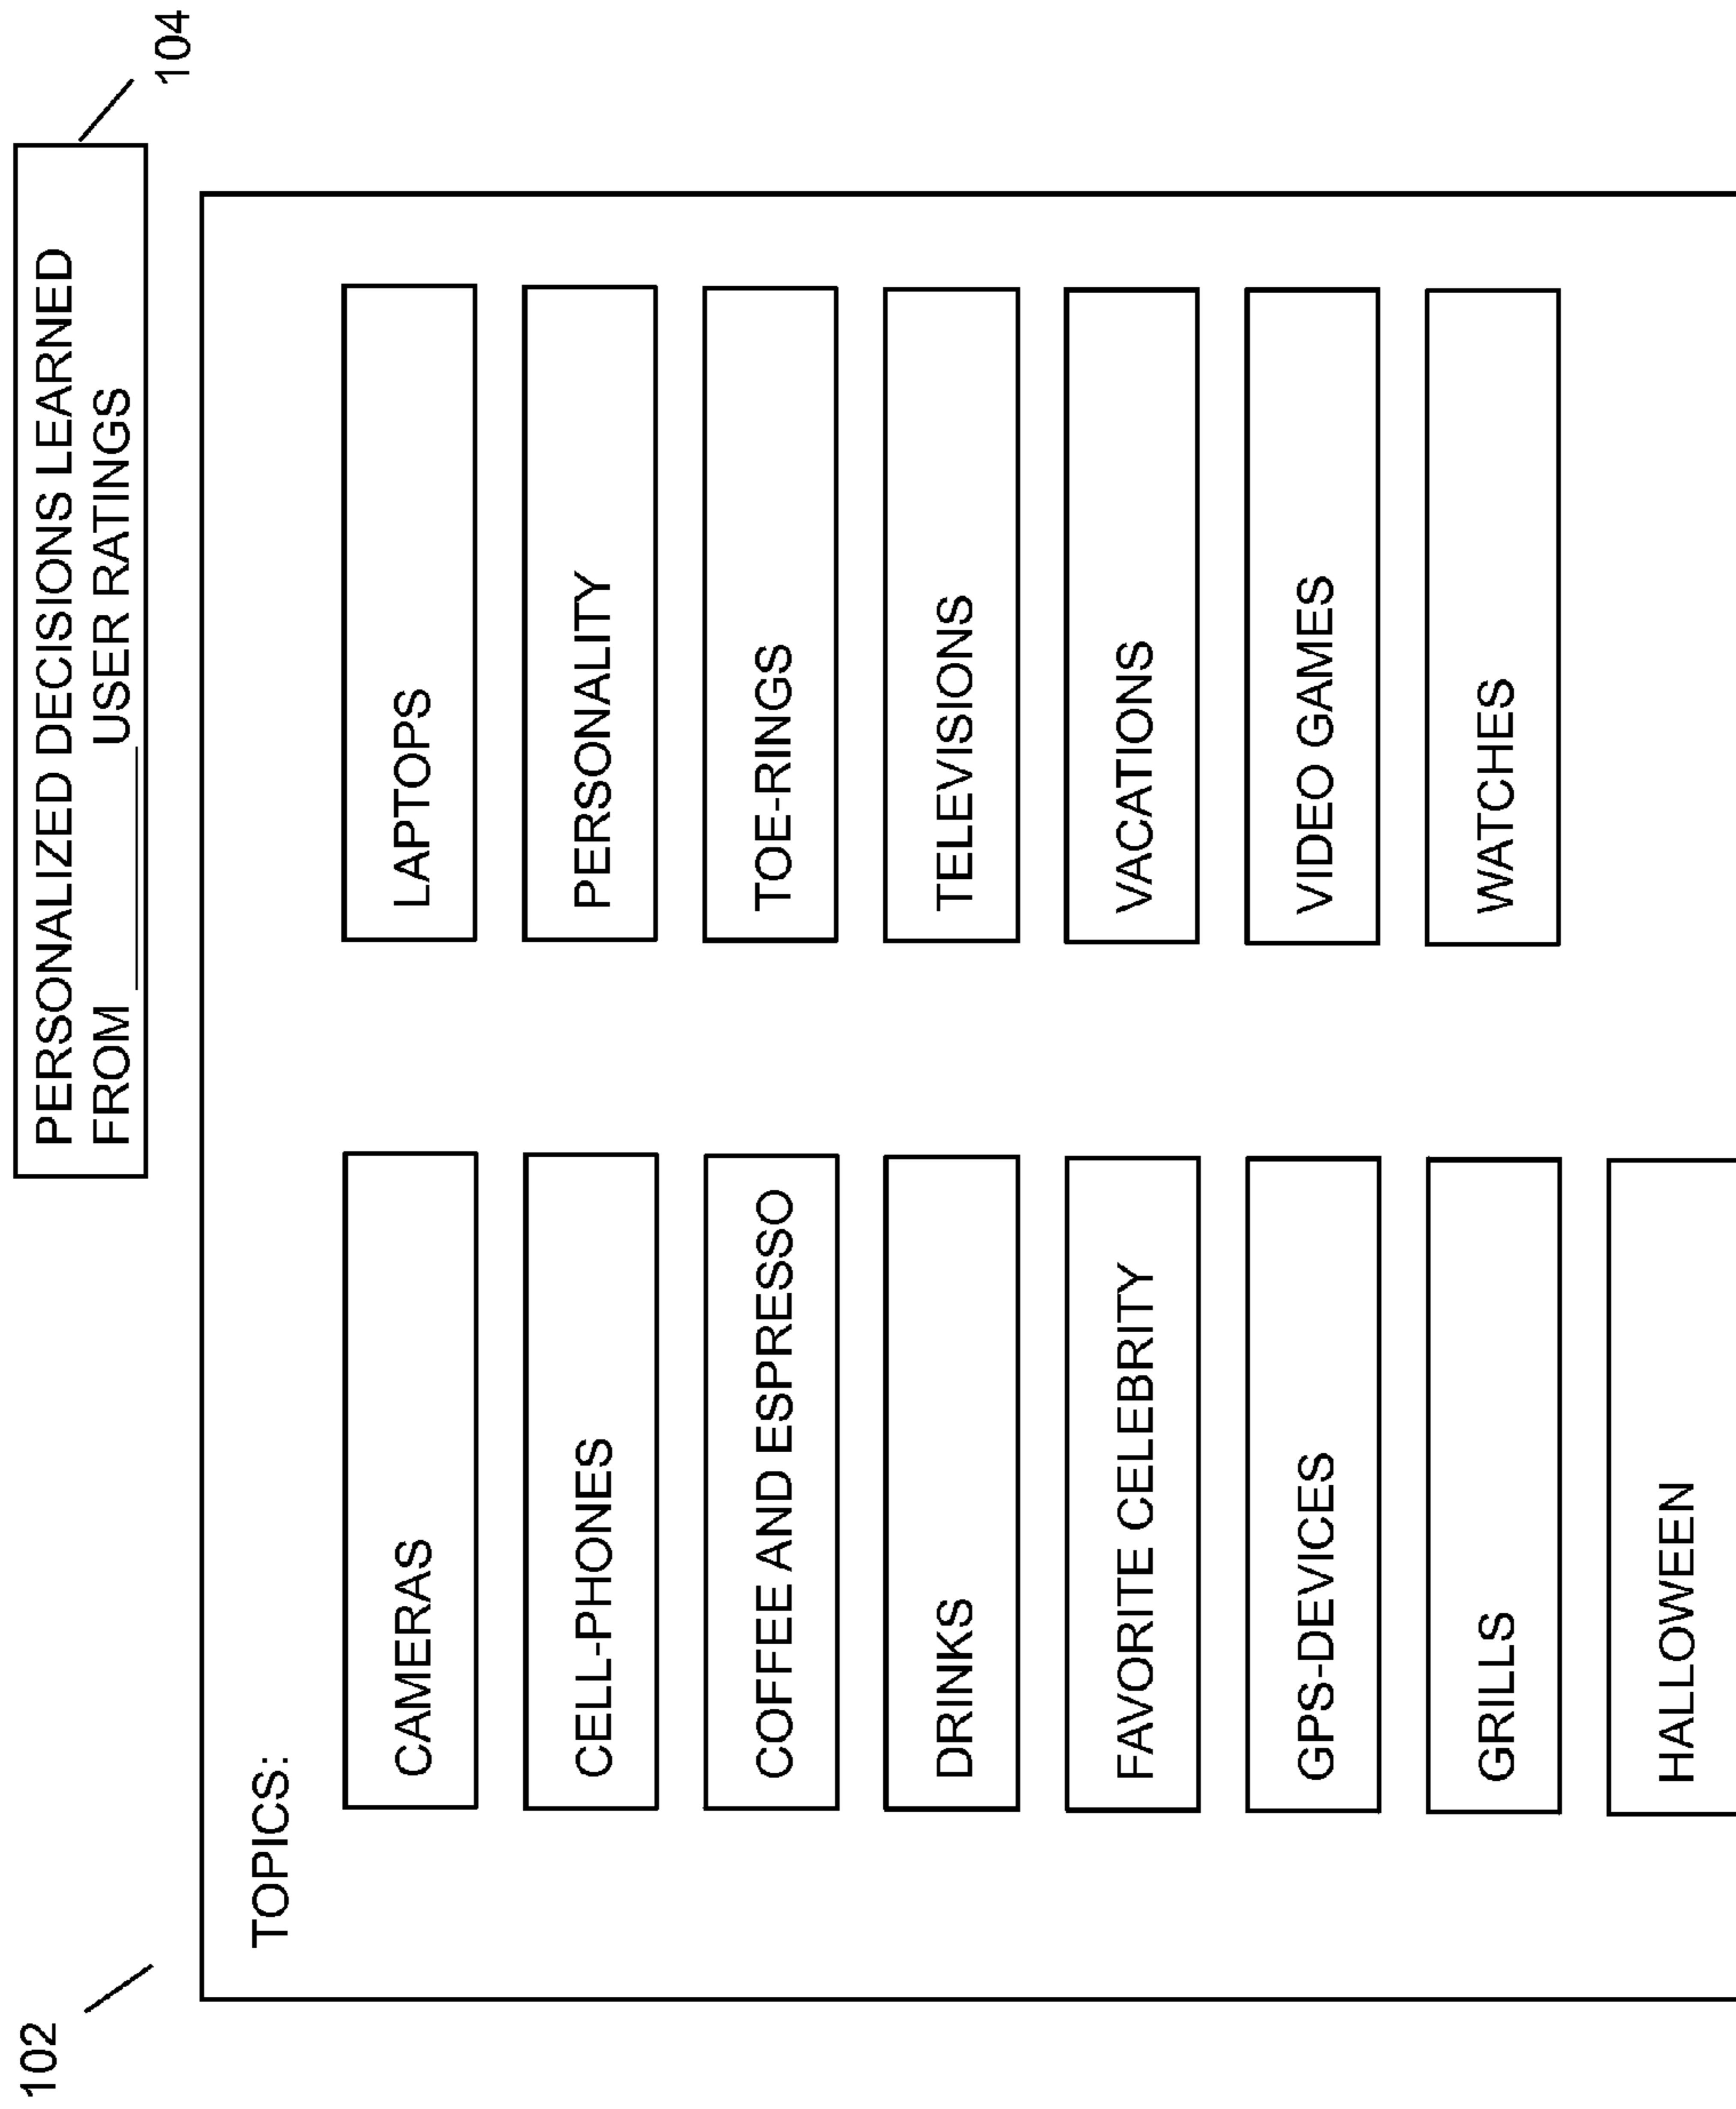 102
104
PERSONALIZED DECISIONS LEARNED
FROM __________ USER RATINGS
TOPICS:
CAMERAS
CELL-PHONES
COFFEE AND ESPRESSO
DRINKS
FAVORITE CELEBRITY
GPS-DEVICES
GRILLS
HALLOWEEN
LAPTOPS
PERSONALITY
TOE-RINGS
TELEVISIONS
VACATIONS
VIDEO GAMES
WATCHES